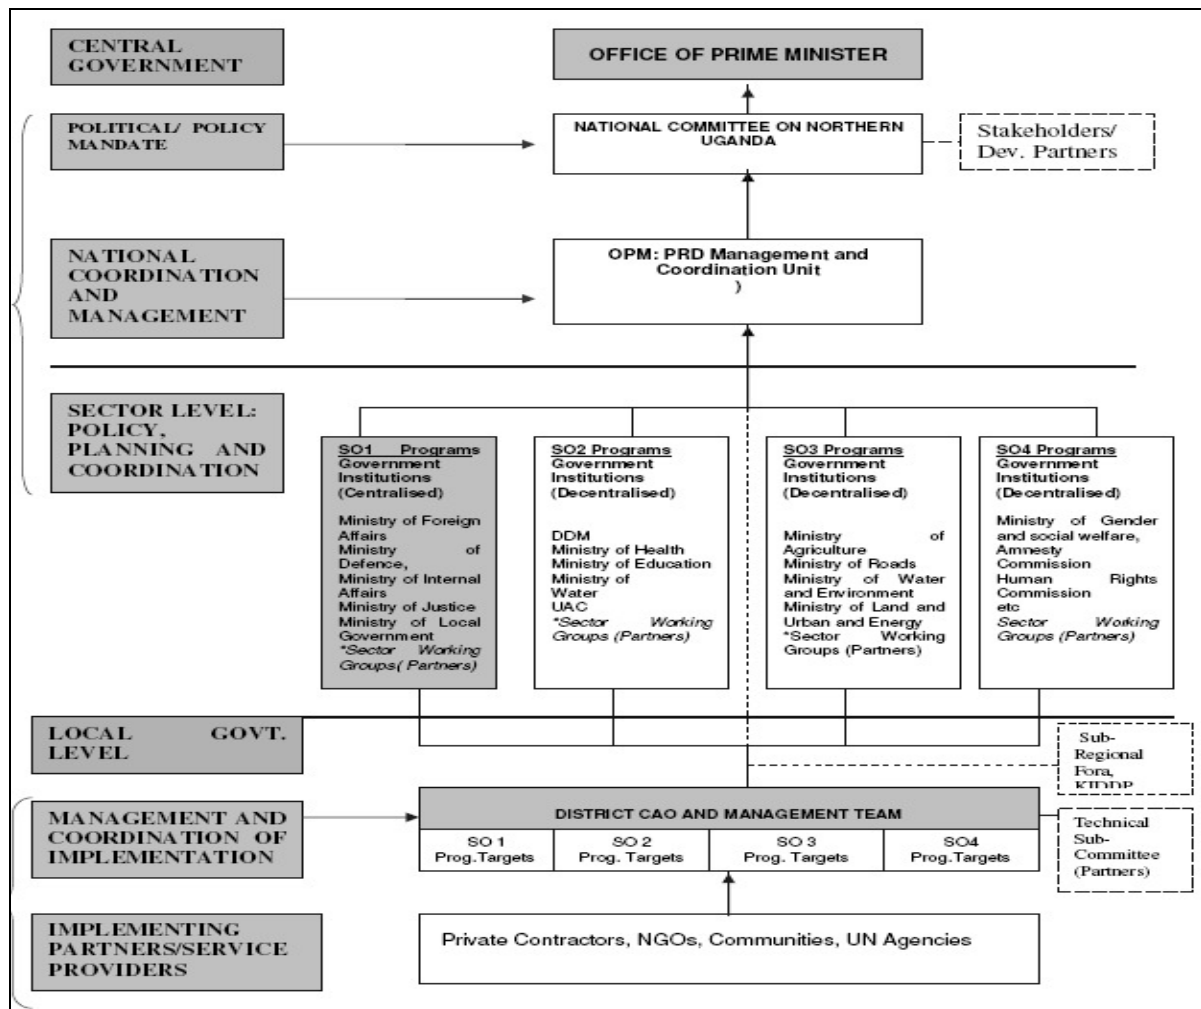 CENTRAL
GOVERNMENT
OFFICE OF PRIME MINISTER
POLITICAL/ POLICY
MANDATE
NATIONAL COMMITTEE ON NORTHERN
UGANDA
Stakeholders/
Dev. Partners
NATIONAL
COORDINATION
AND
MANAGEMENT
OPM: PRD Management and
Coordination Unit
)
SECTOR LEVEL:
POLICY,
PLANNING AND
COORDINATION
SO1 Programs
Government
Institutions
(Centralised)
Ministry of Foreign
Affairs
Ministry of
Defence,
Ministry of Internal
Affairs
Ministry of Justice
Ministry of Local
Government
*Sector Working
Groups( Partners)
SO2 Programs
Government
Institutions
(Decentralised)
DDM
Ministry of Health
Ministry of Education
Ministry of
Water
UAC
*Sector Working
Groups (Partners)
SO3 Programs
Government
Institutions
(Decentralised)
Ministry of
Agriculture
Ministry of Roads
Ministry of Water
and Environment
Ministry of Land and
Urban and Energy
*Sector Working
Groups (Partners)
SO4 Programs
Government
Institutions
(Decentralised)
Ministry of Gender
and social welfare,
Amnesty
Commission
Human Rights
Commission
etc
Sector Working
Groups (Partners)
LOCAL GOVT.
LEVEL
Sub-
Regional
Fora,
KIDDP
MANAGEMENT AND
COORDINATION OF
IMPLEMENTATION
DISTRICT CAO AND MANAGEMENT TEAM
SO 1
Prog.Targets
SO 2
Prog. Targets
SO 3
Prog. Targets
SO4
Prog.Targets
Technical
Sub-
Committee
(Partners)
IMPLEMENTING
PARTNERS/SERVICE
PROVIDERS
Private Contractors, NGOs, Communities, UN Agencies